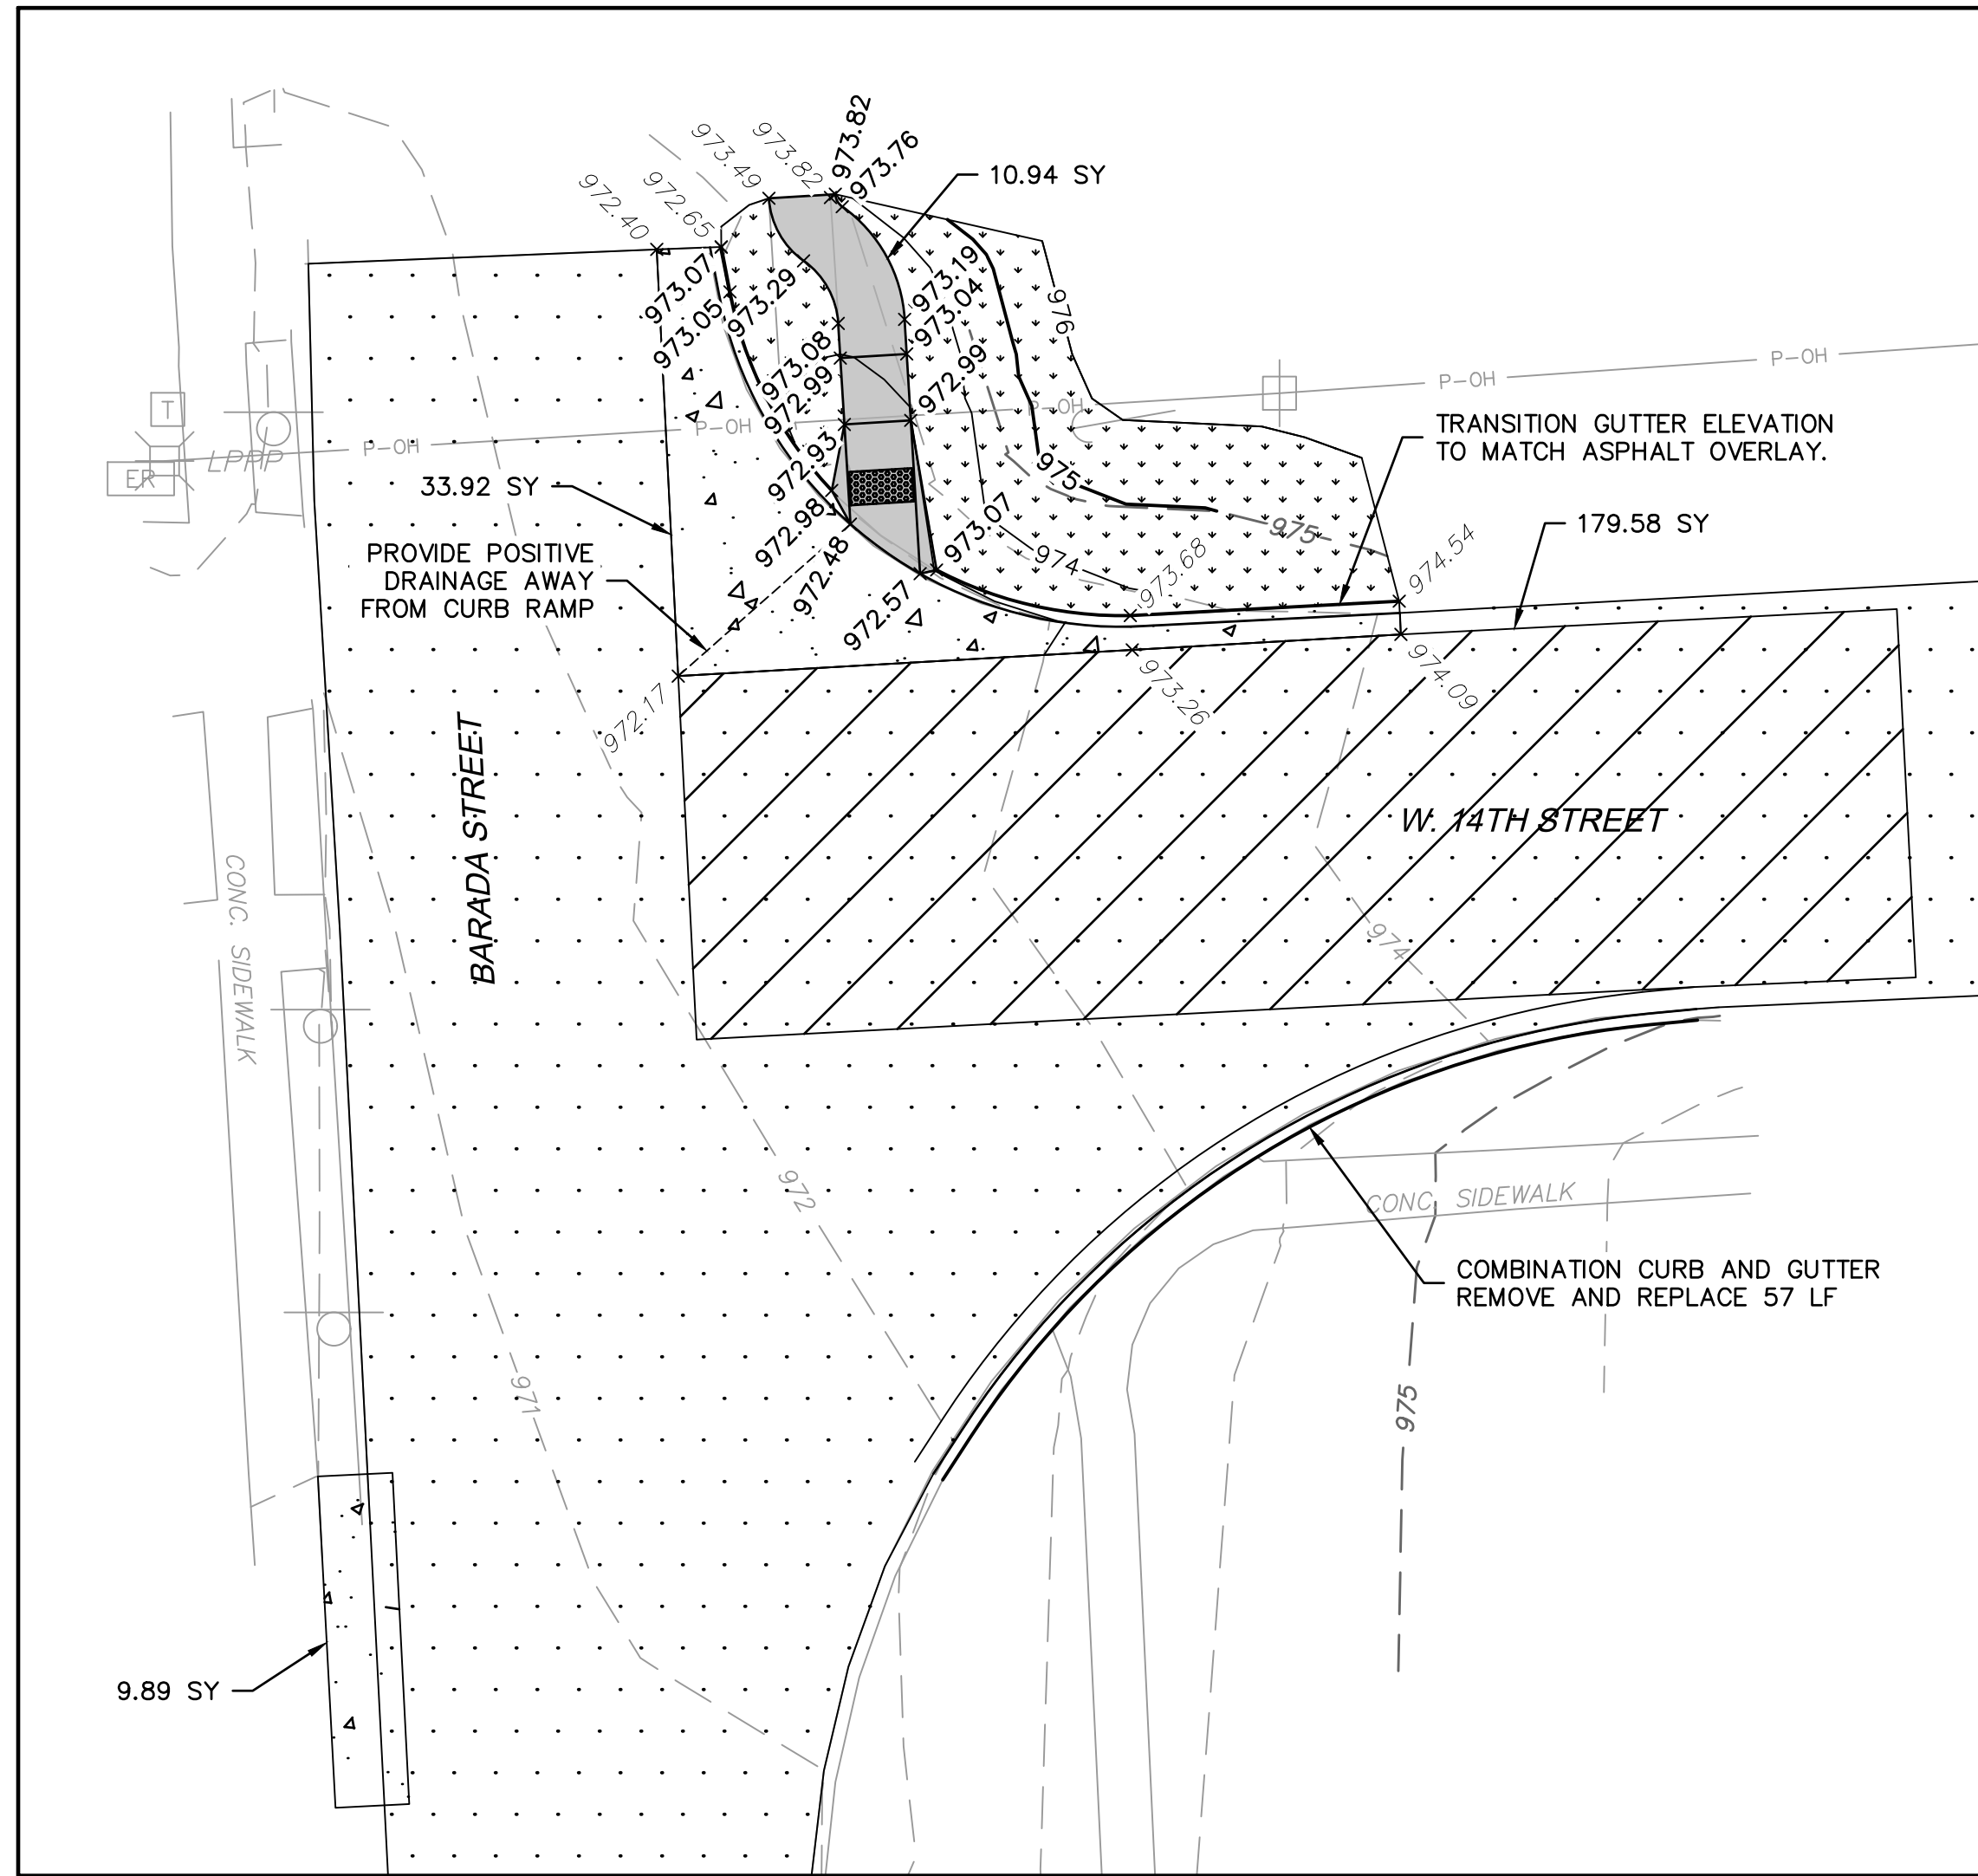 973.82
973.76
973.49
973.82
972.40
972.65
10.94 SY
973.07
973.05
973.29
973.19
973.04
973.08
972.99
972.99
972.93
972.98
972.48
972.57
973.07
976
975
975
974
973.68
974.54
973.26
974.09
972.17
P-OH
P-OH
P-OH
P-OH
P-OH
T
ER
LPPP
TRANSITION GUTTER ELEVATION
TO MATCH ASPHALT OVERLAY.
33.92 SY
179.58 SY
PROVIDE POSITIVE
DRAINAGE AWAY
FROM CURB RAMP
BARADA STREET
W. 14TH STREET
CONC. SIDEWALK
974
972
CONC. SIDEWALK
COMBINATION CURB AND GUTTER
REMOVE AND REPLACE 57 LF
971
975
9.89 SY